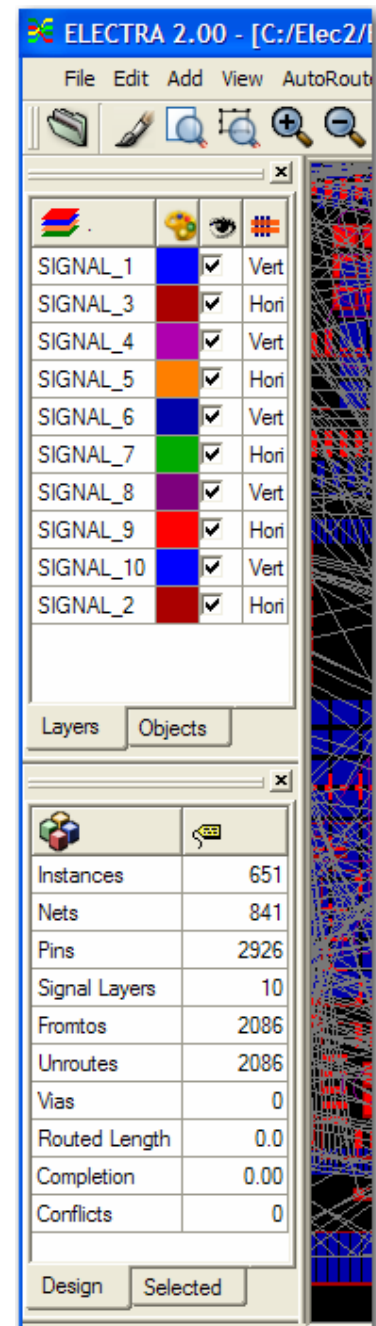 ELECTRA 2.00 - [C:/Elec2/
File Edit Add View AutoRoute
SIGNAL_1 Vert
SIGNAL_3 Hori
SIGNAL_4 Vert
SIGNAL_5 Hori
SIGNAL_6 Vert
SIGNAL_7 Hori
SIGNAL_8 Vert
SIGNAL_9 Hori
SIGNAL_10 Vert
SIGNAL_2 Hori
Layers Objects
Instances 651
Nets 841
Pins 2926
Signal Layers 10
Fromtos 2086
Unroutes 2086
Vias 0
Routed Length 0.0
Completion 0.00
Conflicts 0
Design Selected